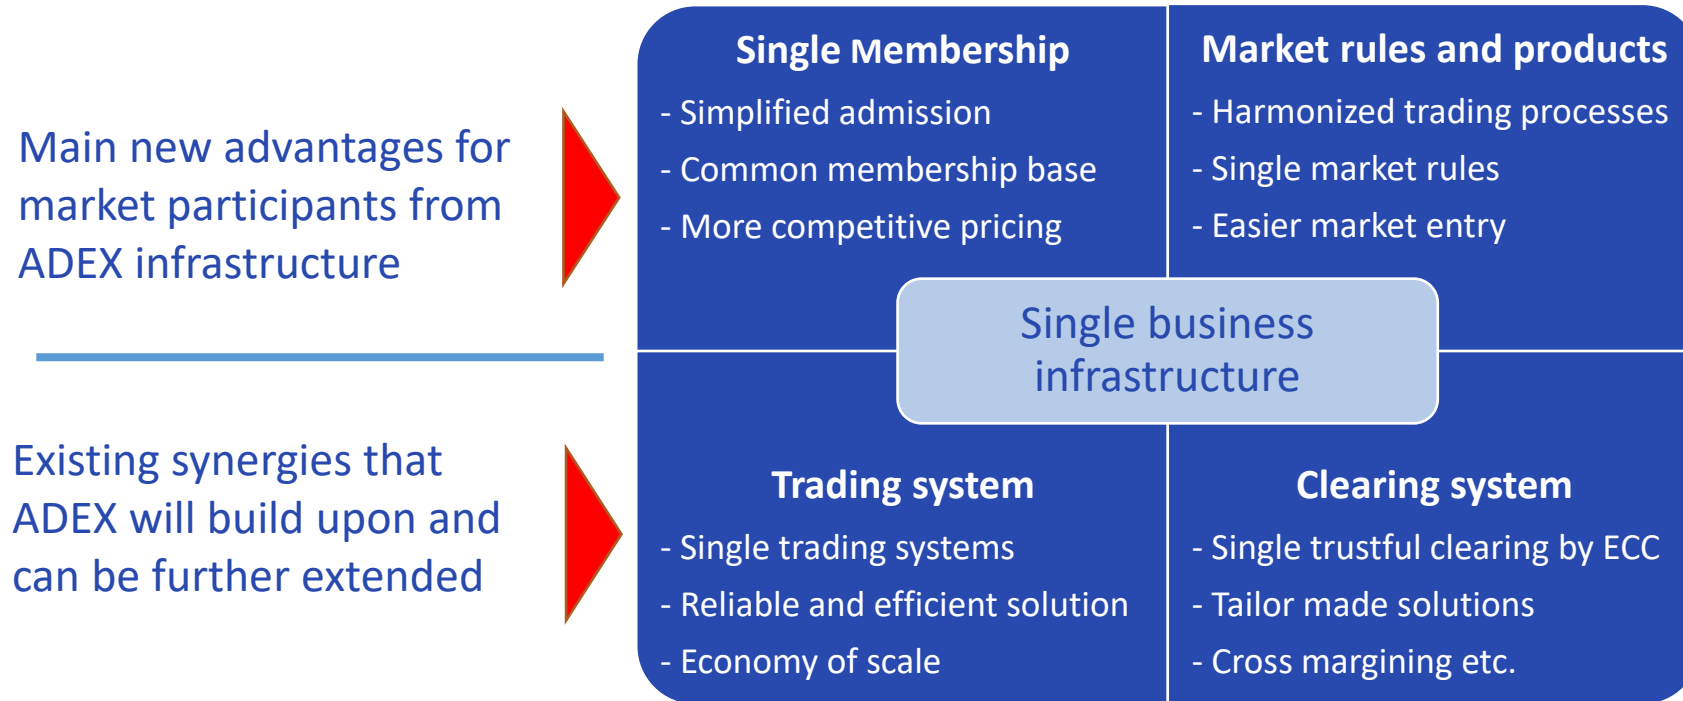 Main new advantages for
market participants from
ADEX infrastructure
Single Membership
- Simplified admission
- Common membership base
- More competitive pricing
Market rules and products
- Harmonized trading processes
- Single market rules
- Easier market entry
Single business
infrastructure
Existing synergies that
ADEX will build upon and
can be further extended
Trading system
- Single trading systems
- Reliable and efficient solution
- Economy of scale
Clearing system
- Single trustful clearing by ECC
- Tailor made solutions
- Cross margining etc.